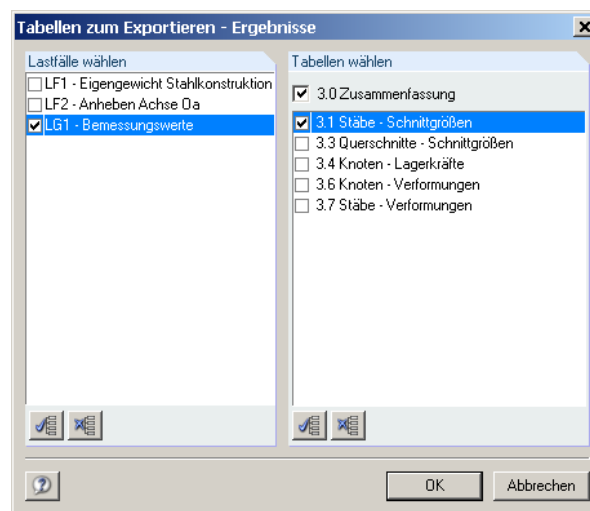 Tabellen zum Exportieren - Ergebnisse
Lastfälle wählen
LF1 - Eigengewicht Stahlkonstruktion
LF2 - Anheben Achse 0a
LG1 - Bemessungswerte
Tabellen wählen
3.0 Zusammenfassung
3.1 Stäbe - Schnittgrößen
3.3 Querschnitte - Schnittgrößen
3.4 Knoten - Lagerkräfte
3.6 Knoten - Verformungen
3.7 Stäbe - Verformungen
OK
Abbrechen